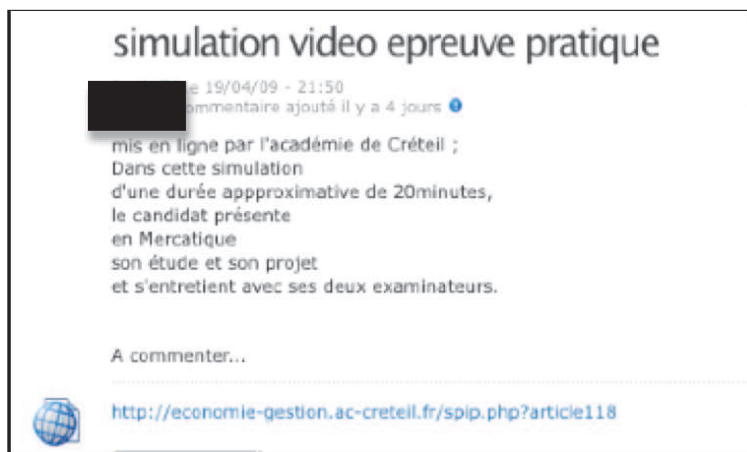 simulation video epreuve pratique
e 19/04/09 - 21:50
ommentaire ajouté il y a 4 jours
mis en ligne par l'académie de Créteil ;
Dans cette simulation
d'une durée appproximative de 20minutes,
le candidat présente
en Mercatique
son étude et son projet
et s'entretient avec ses deux examinateurs.
A commenter...
http://economie-gestion.ac-creteil.fr/spip.php?article118